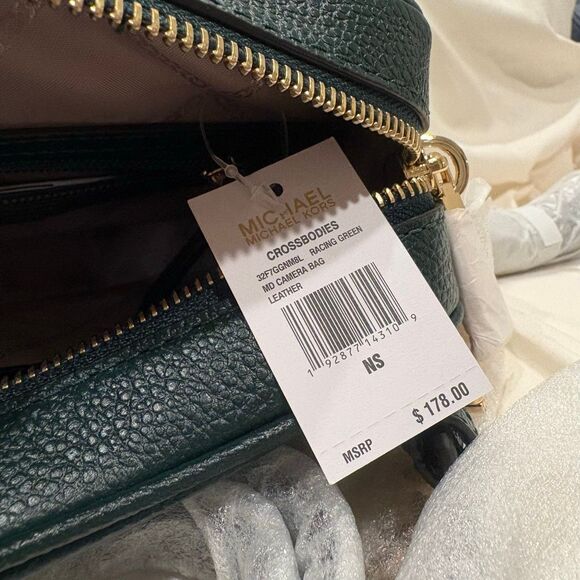 MICHAEL
MICHAEL KORS
CROSSBODIES
32F7GGNM8L RACING GREEN
MD CAMERA BAG
LEATHER
1 92877 14310 9
NS
MSRP $ 178.00